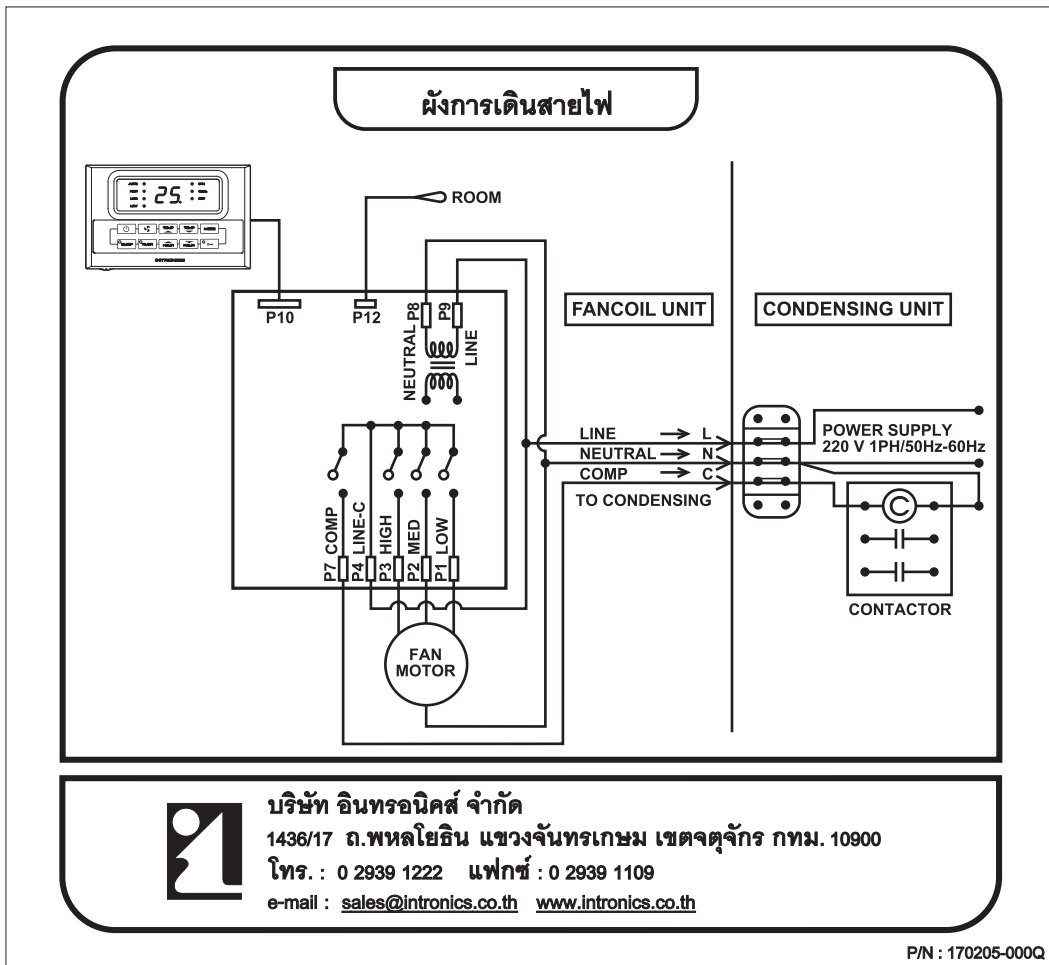 ผังการเดินสายไฟ
25.
INTRONICS
ROOM
P10
P12
P8
P9
NEUTRAL
LINE
FANCOIL UNIT
CONDENSING UNIT
LINE → L
NEUTRAL → N
COMP → C
TO CONDENSING
POWER SUPPLY
220 V 1PH/50Hz-60Hz
C
CONTACTOR
P7 COMP
P4 LINE-C
P3 HIGH
P2 MED
P1 LOW
FAN
MOTOR
บริษัท อินทรอนิคส์ จำกัด
1436/17 ถ.พหลโยธิน แขวงจันทรเกษม เขตจตุจักร กทม. 10900
โทร. : 0 2939 1222 แฟกซ์ : 0 2939 1109
e-mail : sales@intronics.co.th www.intronics.co.th
P/N : 170205-000Q